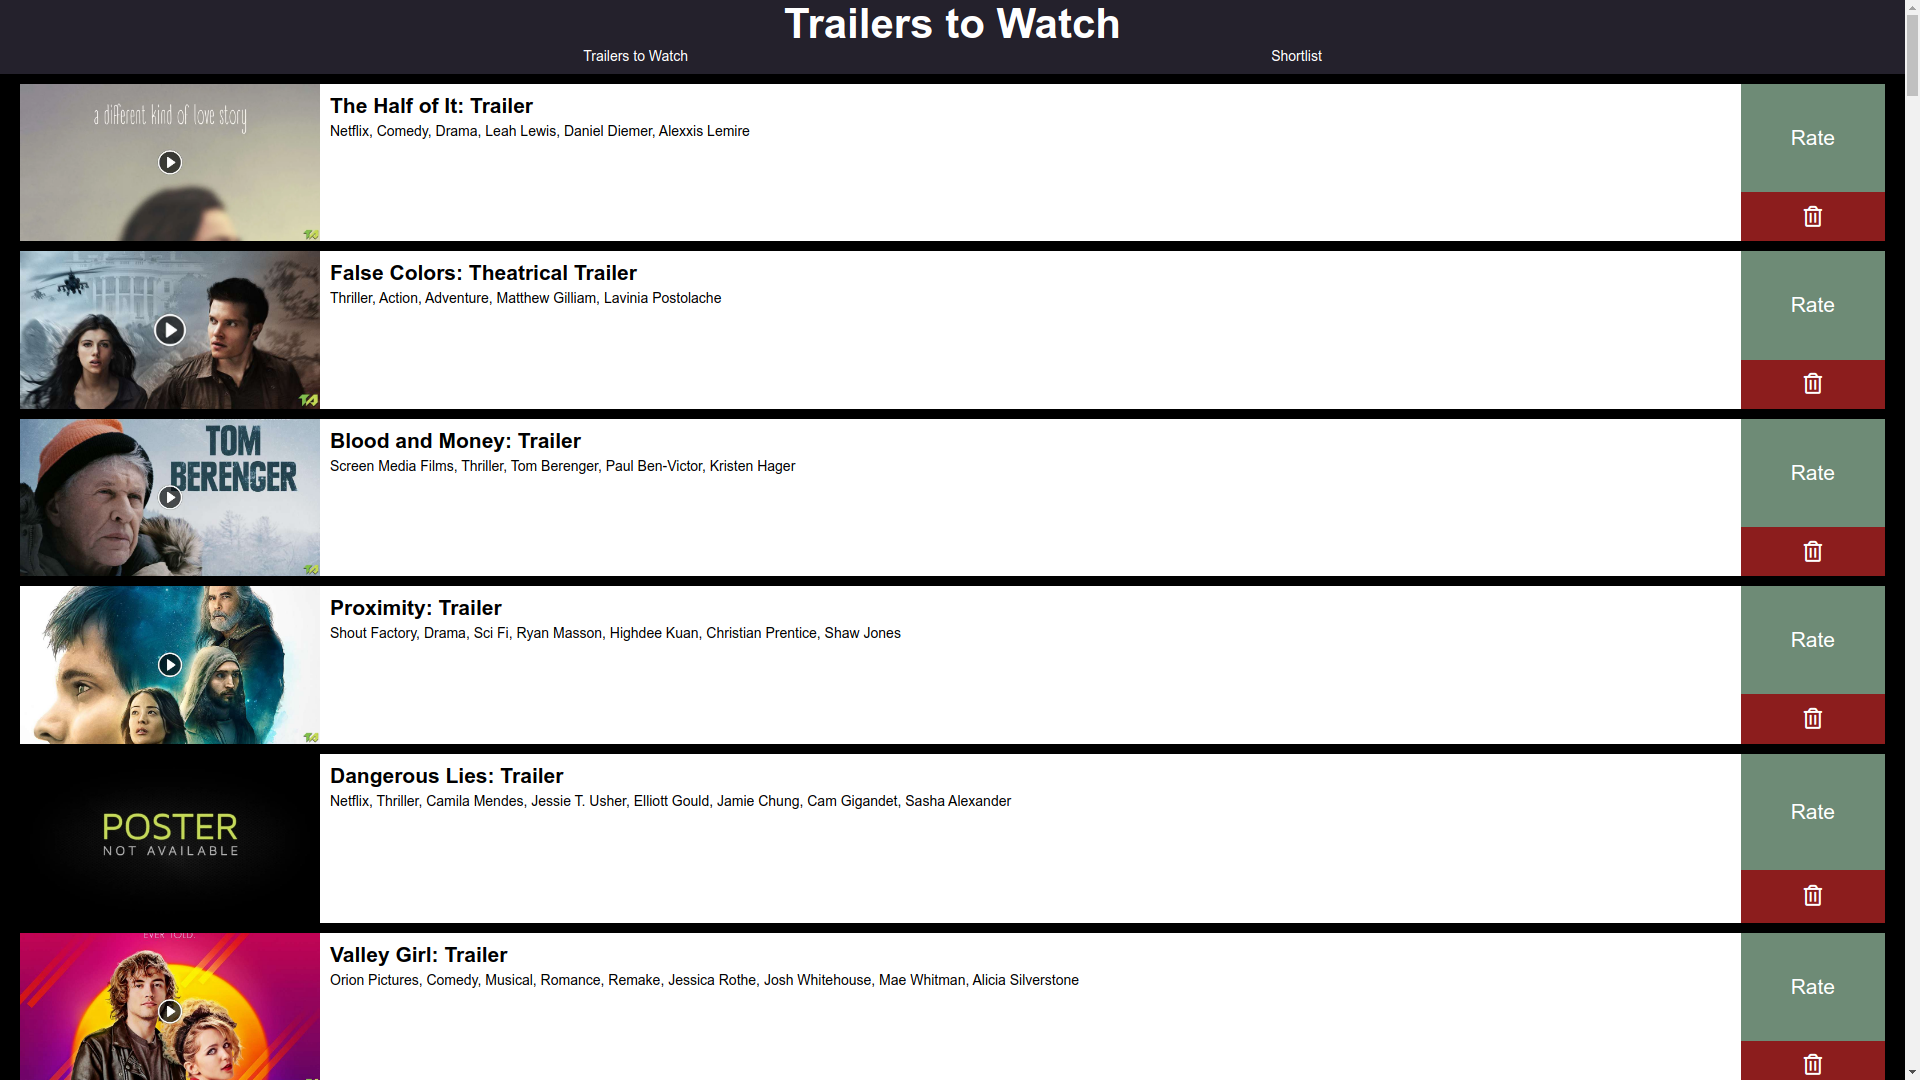 Trailers to Watch
Trailers to Watch
Shortlist
a different kind of love story
TA
The Half of It: Trailer
Netflix, Comedy, Drama, Leah Lewis, Daniel Diemer, Alexxis Lemire
Rate
TA
False Colors: Theatrical Trailer
Thriller, Action, Adventure, Matthew Gilliam, Lavinia Postolache
Rate
TOM
BERENGER
TA
Blood and Money: Trailer
Screen Media Films, Thriller, Tom Berenger, Paul Ben-Victor, Kristen Hager
Rate
TA
Proximity: Trailer
Shout Factory, Drama, Sci Fi, Ryan Masson, Highdee Kuan, Christian Prentice, Shaw Jones
Rate
POSTER
NOT AVAILABLE
Dangerous Lies: Trailer
Netflix, Thriller, Camila Mendes, Jessie T. Usher, Elliott Gould, Jamie Chung, Cam Gigandet, Sasha Alexander
Rate
EVER TOLD
Valley Girl: Trailer
Orion Pictures, Comedy, Musical, Romance, Remake, Jessica Rothe, Josh Whitehouse, Mae Whitman, Alicia Silverstone
Rate